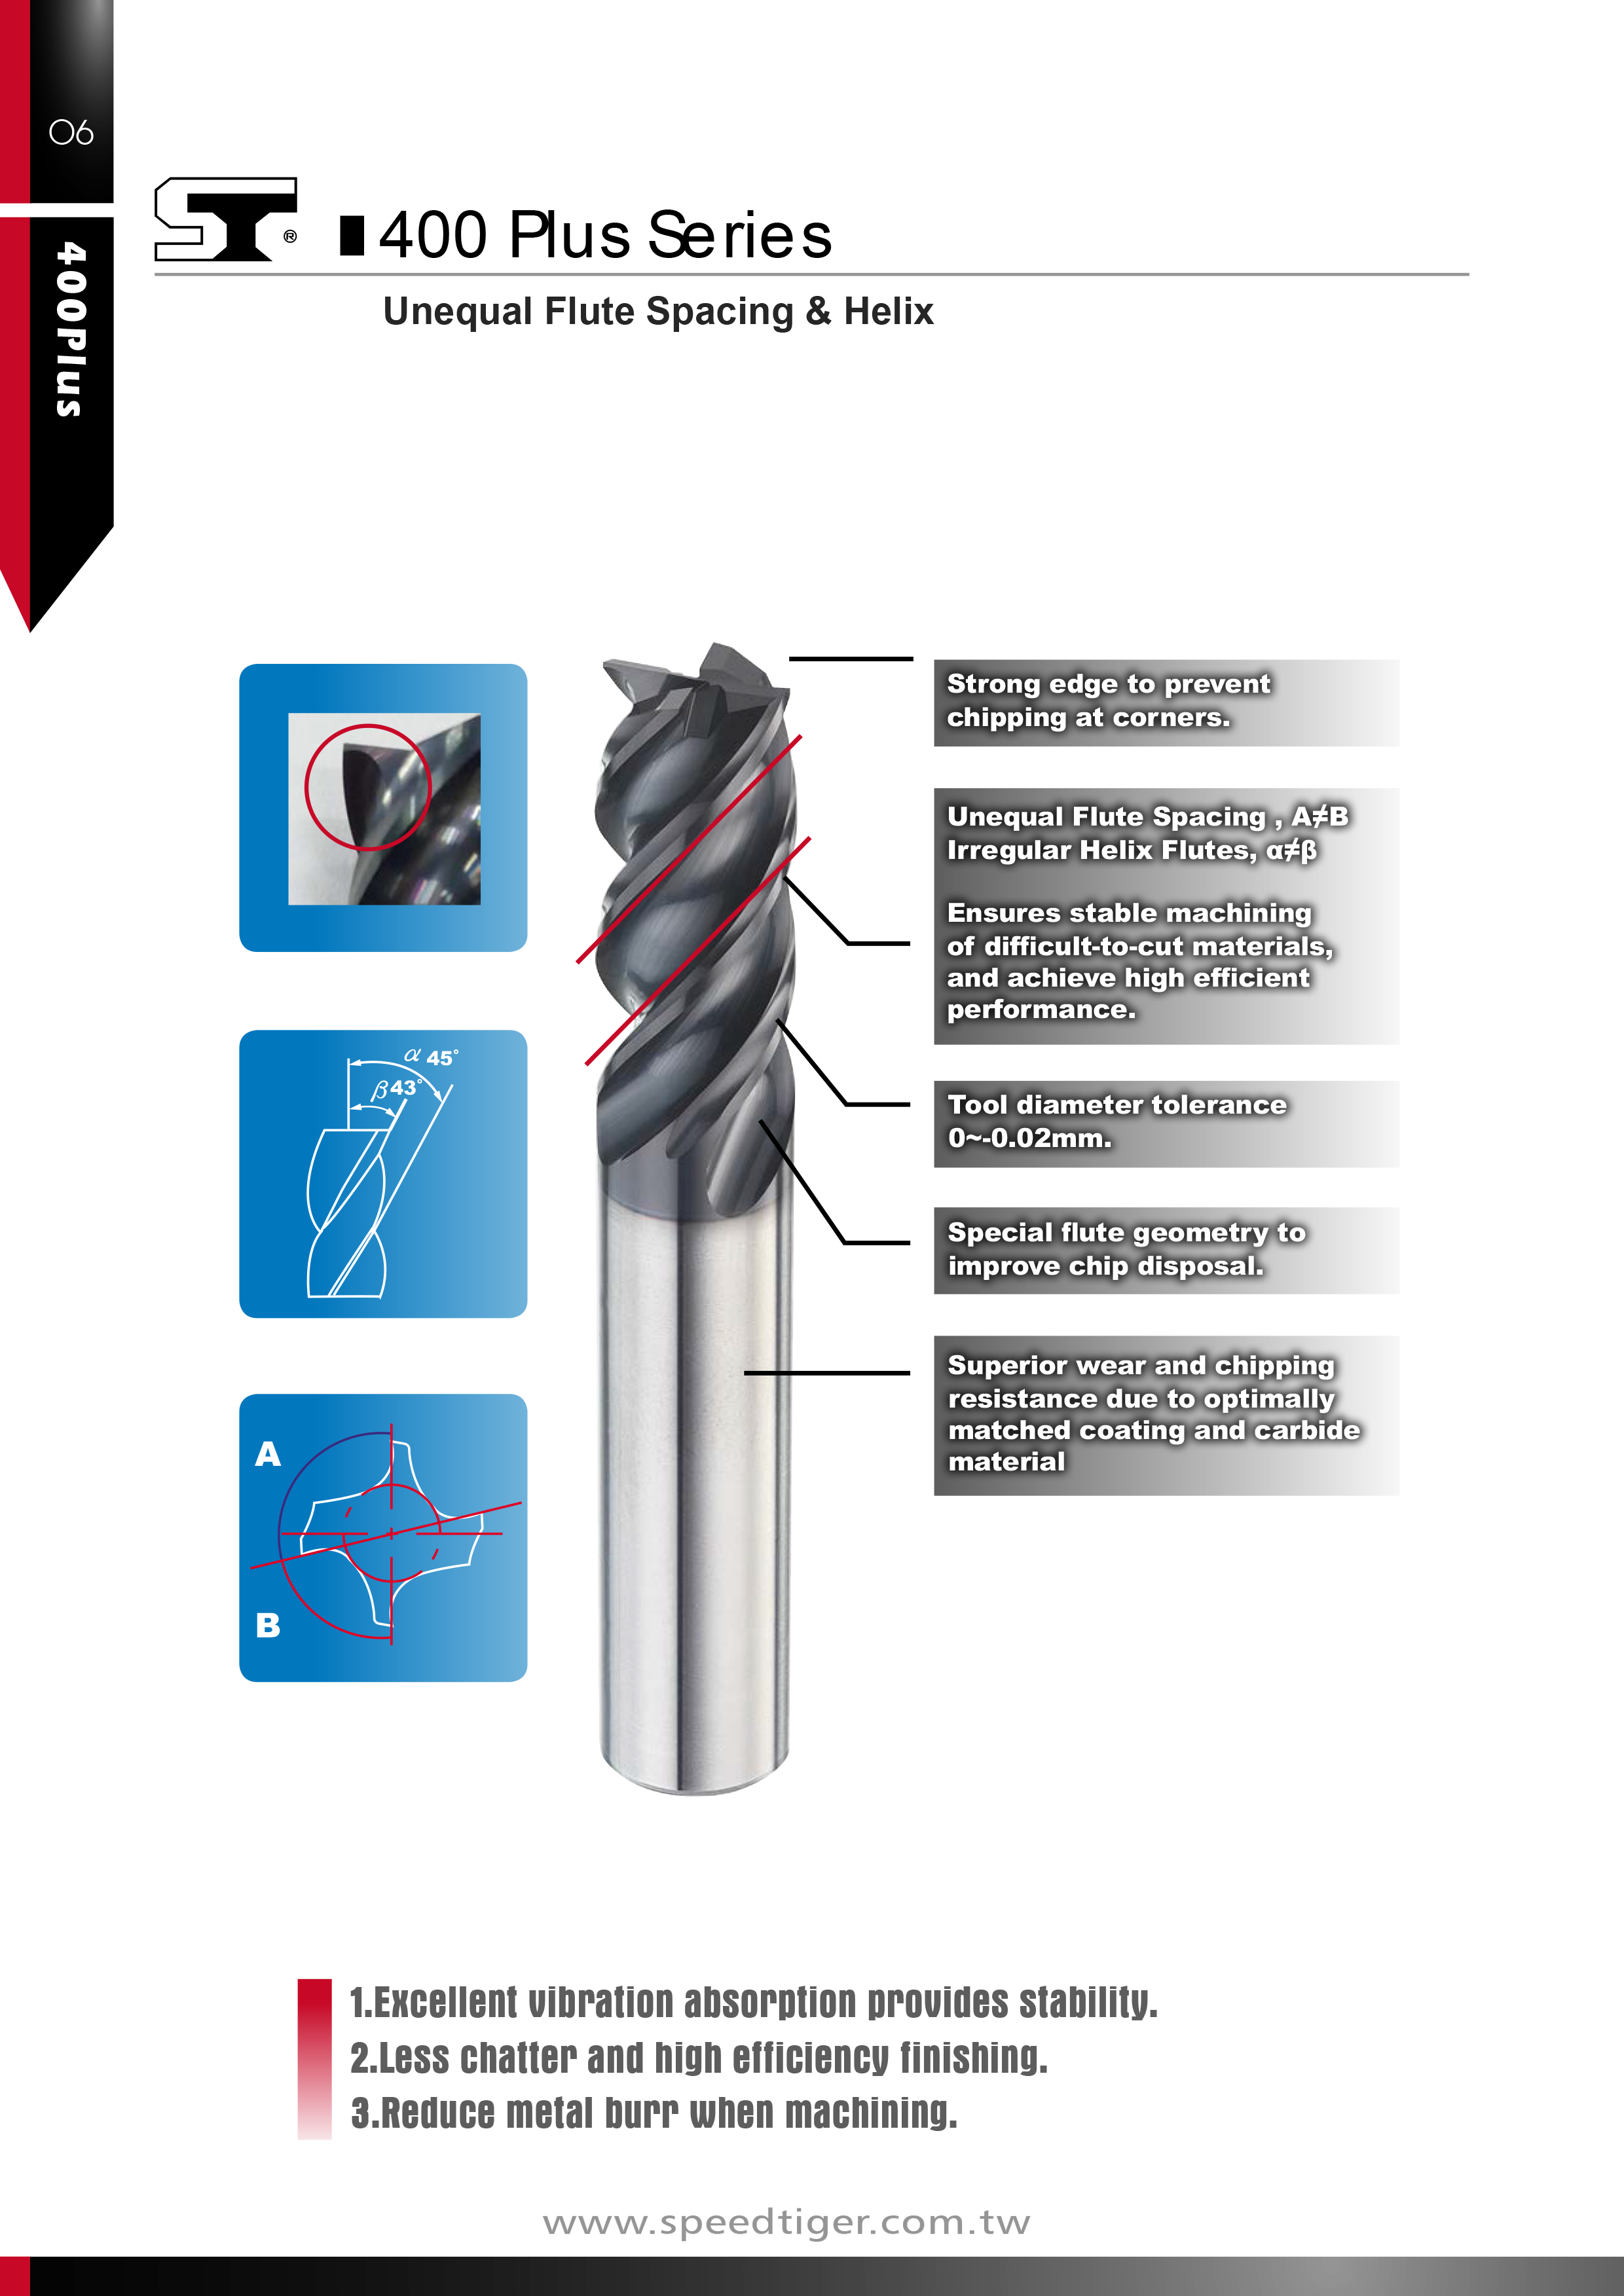 06
400Plus
ST®
400 Plus Series
Unequal Flute Spacing & Helix
Strong edge to prevent
chipping at corners.
Unequal Flute Spacing , A≠B
Irregular Helix Flutes, α≠β
Ensures stable machining
of difficult-to-cut materials,
and achieve high efficient
performance.
α 45°
β 43°
Tool diameter tolerance
0~-0.02mm.
Special flute geometry to
improve chip disposal.
Superior wear and chipping
resistance due to optimally
matched coating and carbide
material
A
B
1.Excellent vibration absorption provides stability.
2.Less chatter and high efficiency finishing.
3.Reduce metal burr when machining.
www.speedtiger.com.tw